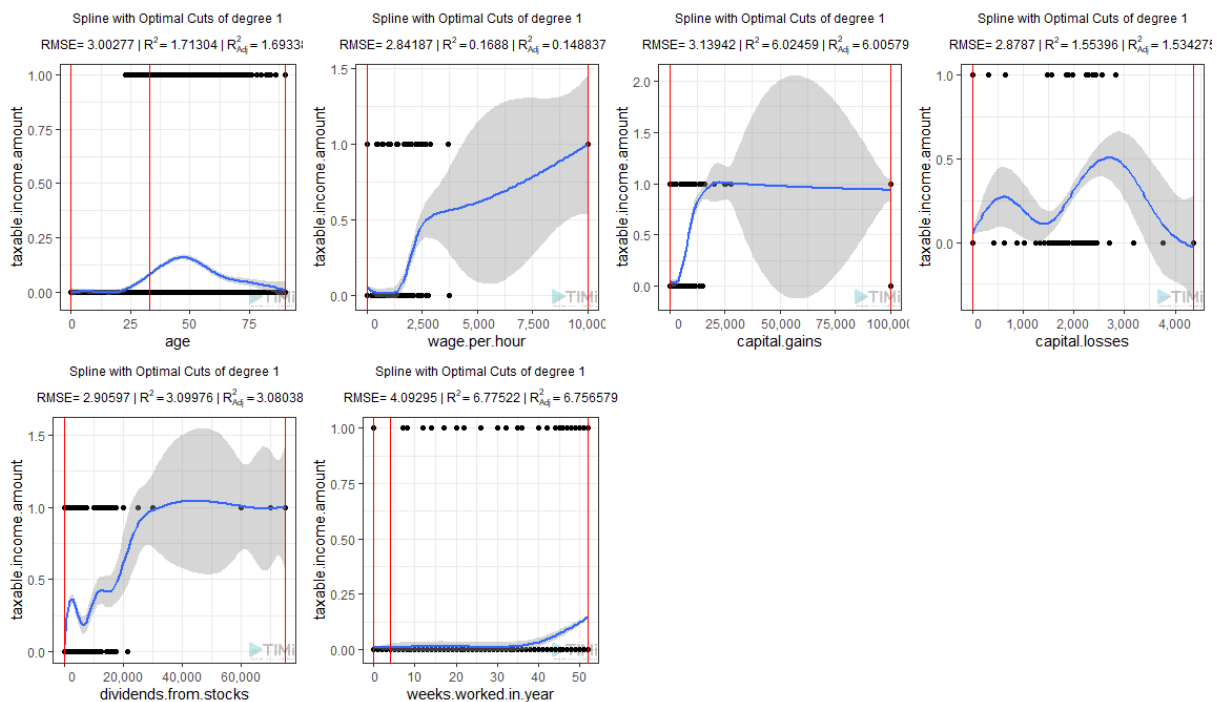 Spline with Optimal Cuts of degree 1
RMSE= 3.00277 | R² = 1.71304 | R²Adj = 1.6933
1.00
0.75
0.50
0.25
0.00
taxable.income.amount
0 25 50 75
age
TIMi
Spline with Optimal Cuts of degree 1
RMSE= 2.84187 | R² = 0.1688 | R²Adj = 0.148837
1.5
1.0
0.5
0.0
taxable.income.amount
0 2,500 5,000 7,500 10,000
wage.per.hour
TIMi
Spline with Optimal Cuts of degree 1
RMSE= 3.13942 | R² = 6.02459 | R²Adj = 6.00579
2.0
1.5
1.0
0.5
0.0
taxable.income.amount
0 25,000 50,000 75,000 100,000
capital.gains
TIMi
Spline with Optimal Cuts of degree 1
RMSE= 2.8787 | R² = 1.55396 | R²Adj = 1.534275
1.0
0.5
0.0
taxable.income.amount
0 1,000 2,000 3,000 4,000
capital.losses
TIMi
Spline with Optimal Cuts of degree 1
RMSE= 2.90597 | R² = 3.09976 | R²Adj = 3.08038
1.5
1.0
0.5
0.0
taxable.income.amount
0 20,000 40,000 60,000
dividends.from.stocks
TIMi
Spline with Optimal Cuts of degree 1
RMSE= 4.09295 | R² = 6.77522 | R²Adj = 6.756579
1.00
0.75
0.50
0.25
0.00
taxable.income.amount
0 10 20 30 40 50
weeks.worked.in.year
TIMi